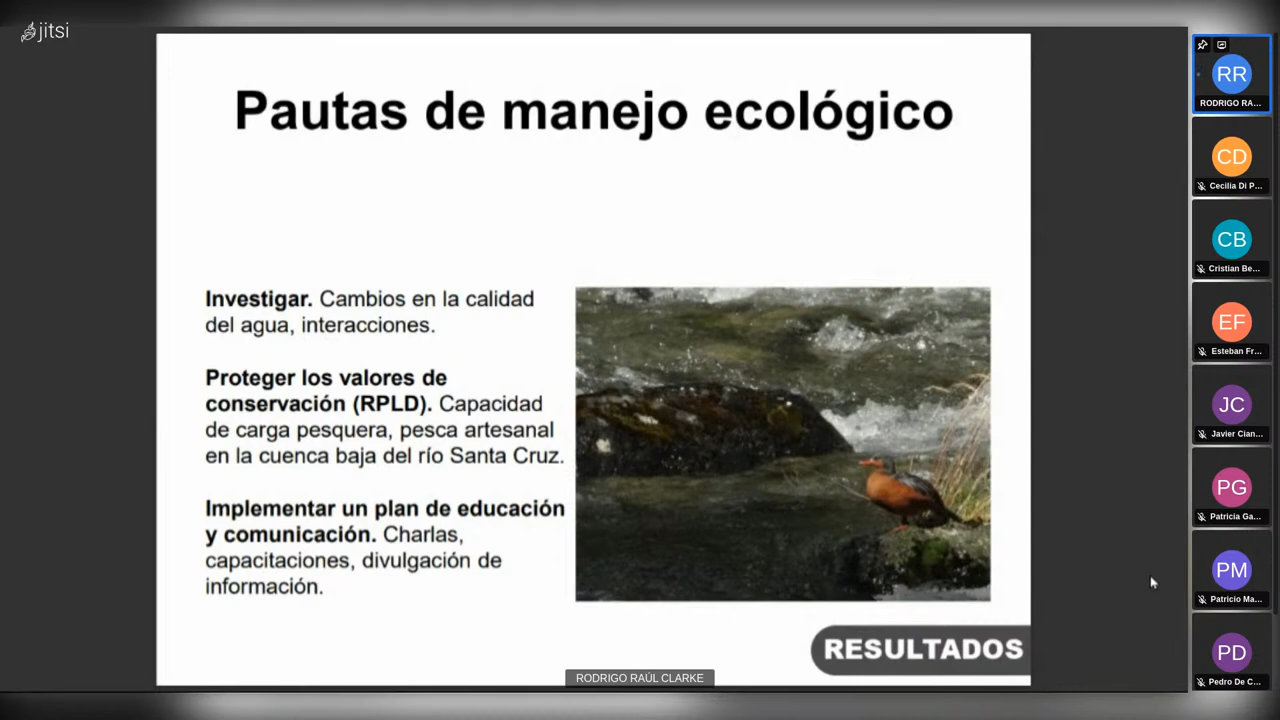 jitsi
Pautas de manejo ecológico
Investigar. Cambios en la calidad
del agua, interacciones.
Proteger los valores de
conservación (RPLD). Capacidad
de carga pesquera, pesca artesanal
en la cuenca baja del río Santa Cruz.
Implementar un plan de educación
y comunicación. Charlas,
capacitaciones, divulgación de
información.
RESULTADOS
RODRIGO RAÚL CLARKE
RR
RODRIGO RA...
CD
Cecilia Di P...
CB
Cristian Be...
EF
Esteban Fr...
JC
Javier Cian...
PG
Patricia Ga...
PM
Patricio Ma...
PD
Pedro De C...